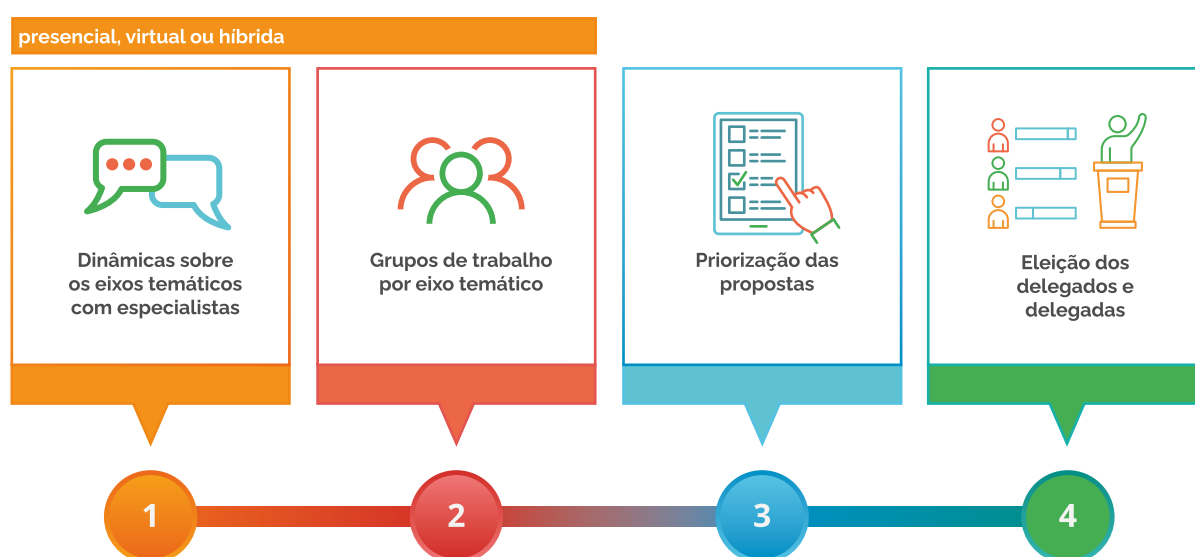 presencial, virtual ou híbrida
Dinâmicas sobre
os eixos temáticos
com especialistas
Grupos de trabalho
por eixo temático
Priorização das
propostas
Eleição dos
delegados e
delegadas
1
2
3
4